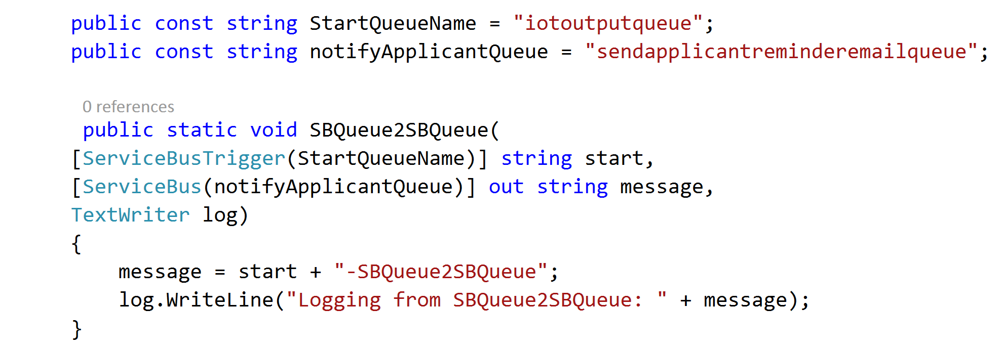 public const string StartQueueName = "iotoutputqueue";
public const string notifyApplicantQueue = "sendapplicantreminderemailqueue";
0 references
public static void SBQueue2SBQueue(
[ServiceBusTrigger(StartQueueName)] string start,
[ServiceBus(notifyApplicantQueue)] out string message,
TextWriter log)
{
message = start + "-SBQueue2SBQueue";
log.WriteLine("Logging from SBQueue2SBQueue: " + message);
}